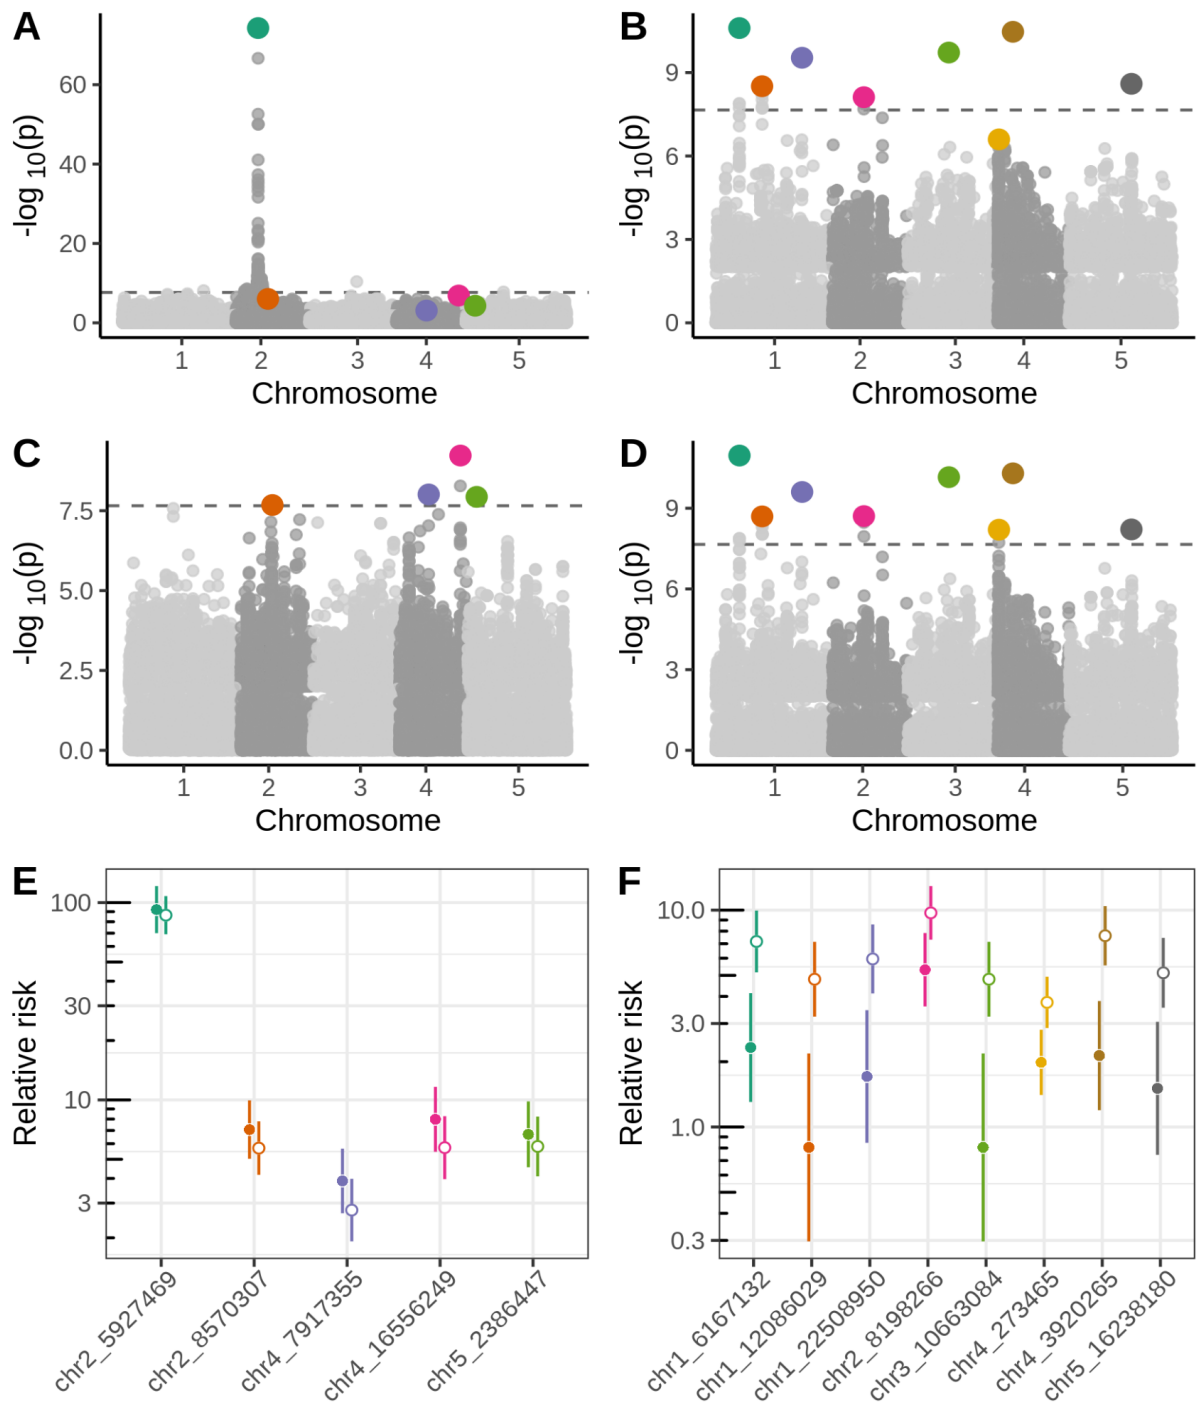 A
-log 10(p)
60
40
20
0
1 2 3 4 5
Chromosome
B
-log 10(p)
9
6
3
0
1 2 3 4 5
Chromosome
C
-log 10(p)
7.5
5.0
2.5
0.0
1 2 3 4 5
Chromosome
D
-log 10(p)
9
6
3
0
1 2 3 4 5
Chromosome
E
Relative risk
100
30
10
3
chr2_5927469
chr2_8570307
chr4_7917355
chr4_16556249
chr5_2386447
F
Relative risk
10.0
3.0
1.0
0.3
chr1_6167132
chr1_12086029
chr1_22508950
chr2_8198266
chr3_10663084
chr4_273465
chr4_3920265
chr5_16238180